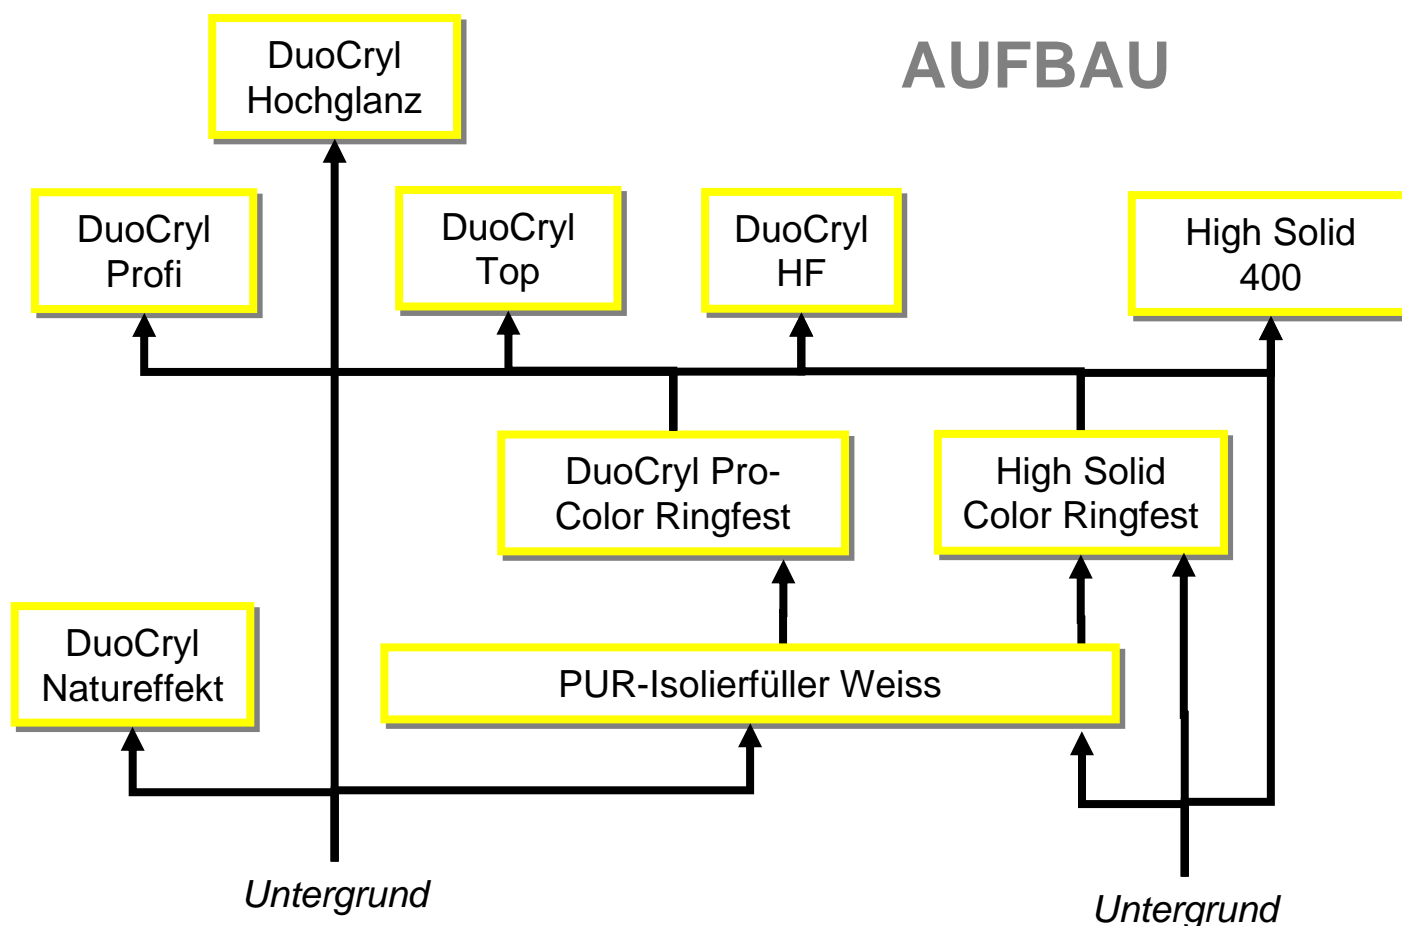 DuoCryl
Hochglanz
AUFBAU
DuoCryl
Profi
DuoCryl
Top
DuoCryl
HF
High Solid
400
DuoCryl Pro-
Color Ringfest
High Solid
Color Ringfest
DuoCryl
Natureffekt
PUR-Isolierfüller Weiss
Untergrund
Untergrund